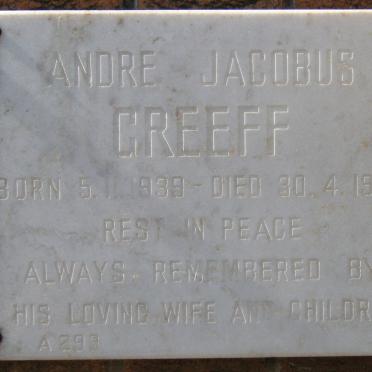 ANDRE JACOBUS
GREEFF
BORN 5.11.1939 - DIED 30.4.19
REST IN PEACE
ALWAYS REMEMBERED BY
HIS LOVING WIFE AND CHILDR
A 293